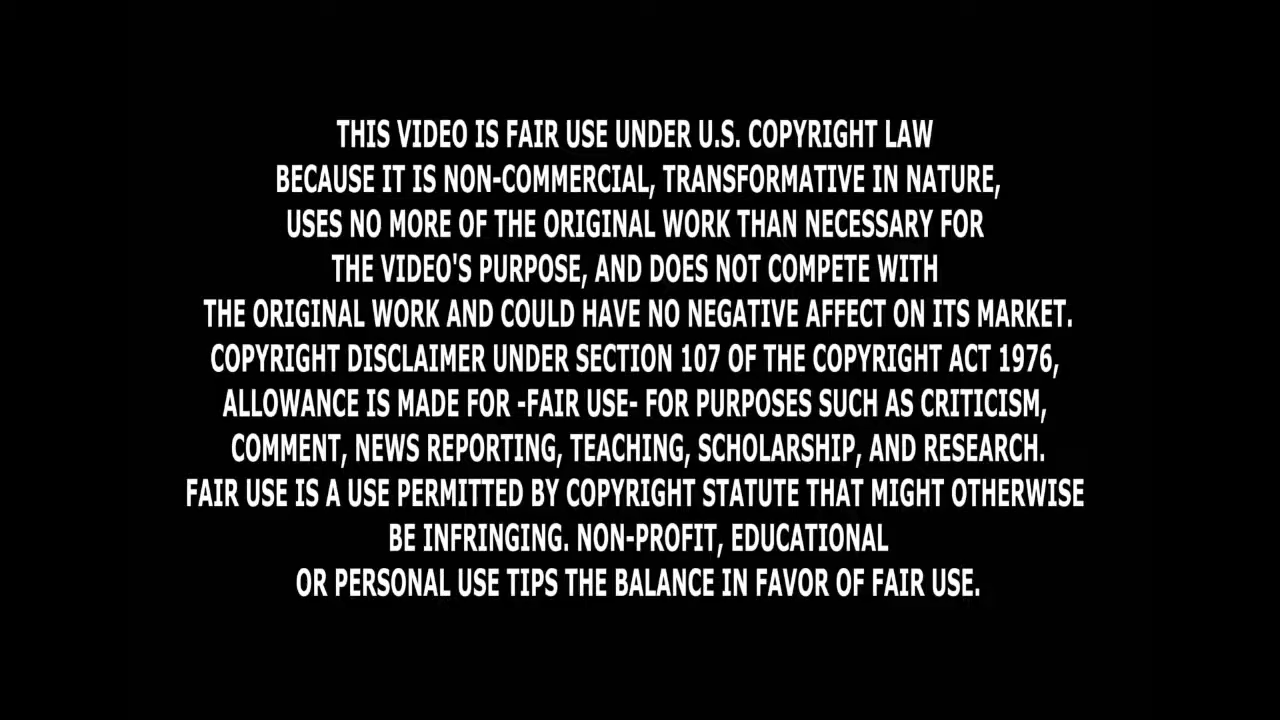 THIS VIDEO IS FAIR USE UNDER U.S. COPYRIGHT LAW
BECAUSE IT IS NON-COMMERCIAL, TRANSFORMATIVE IN NATURE,
USES NO MORE OF THE ORIGINAL WORK THAN NECESSARY FOR
THE VIDEO'S PURPOSE, AND DOES NOT COMPETE WITH
THE ORIGINAL WORK AND COULD HAVE NO NEGATIVE AFFECT ON ITS MARKET.
COPYRIGHT DISCLAIMER UNDER SECTION 107 OF THE COPYRIGHT ACT 1976,
ALLOWANCE IS MADE FOR -FAIR USE- FOR PURPOSES SUCH AS CRITICISM,
COMMENT, NEWS REPORTING, TEACHING, SCHOLARSHIP, AND RESEARCH.
FAIR USE IS A USE PERMITTED BY COPYRIGHT STATUTE THAT MIGHT OTHERWISE
BE INFRINGING. NON-PROFIT, EDUCATIONAL
OR PERSONAL USE TIPS THE BALANCE IN FAVOR OF FAIR USE.